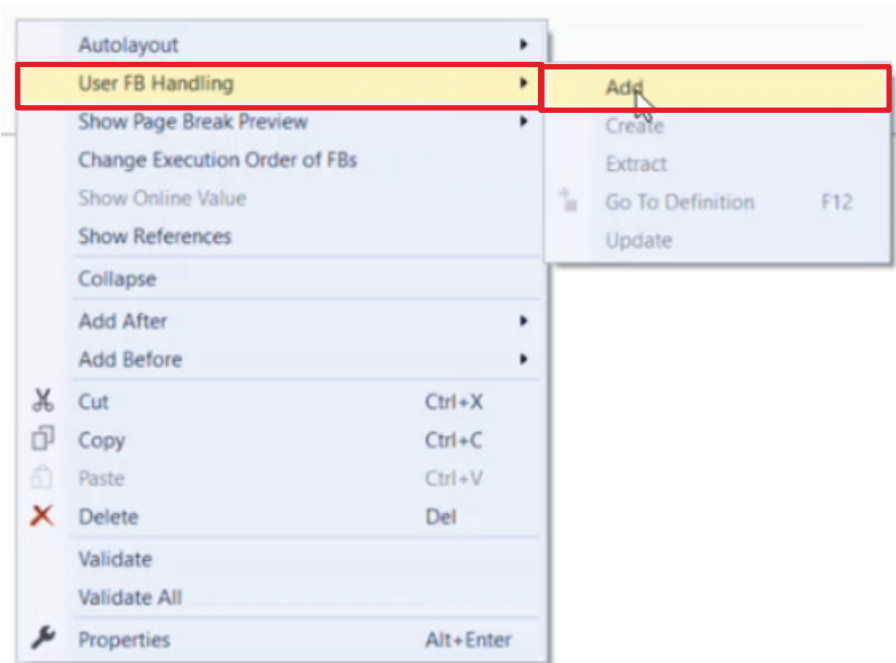 Autolayout
User FB Handling
Show Page Break Preview
Change Execution Order of FBs
Show Online Value
Show References
Collapse
Add After
Add Before
Cut Ctrl+X
Copy Ctrl+C
Paste Ctrl+V
Delete Del
Validate
Validate All
Properties Alt+Enter
Add
Create
Extract
Go To Definition F12
Update